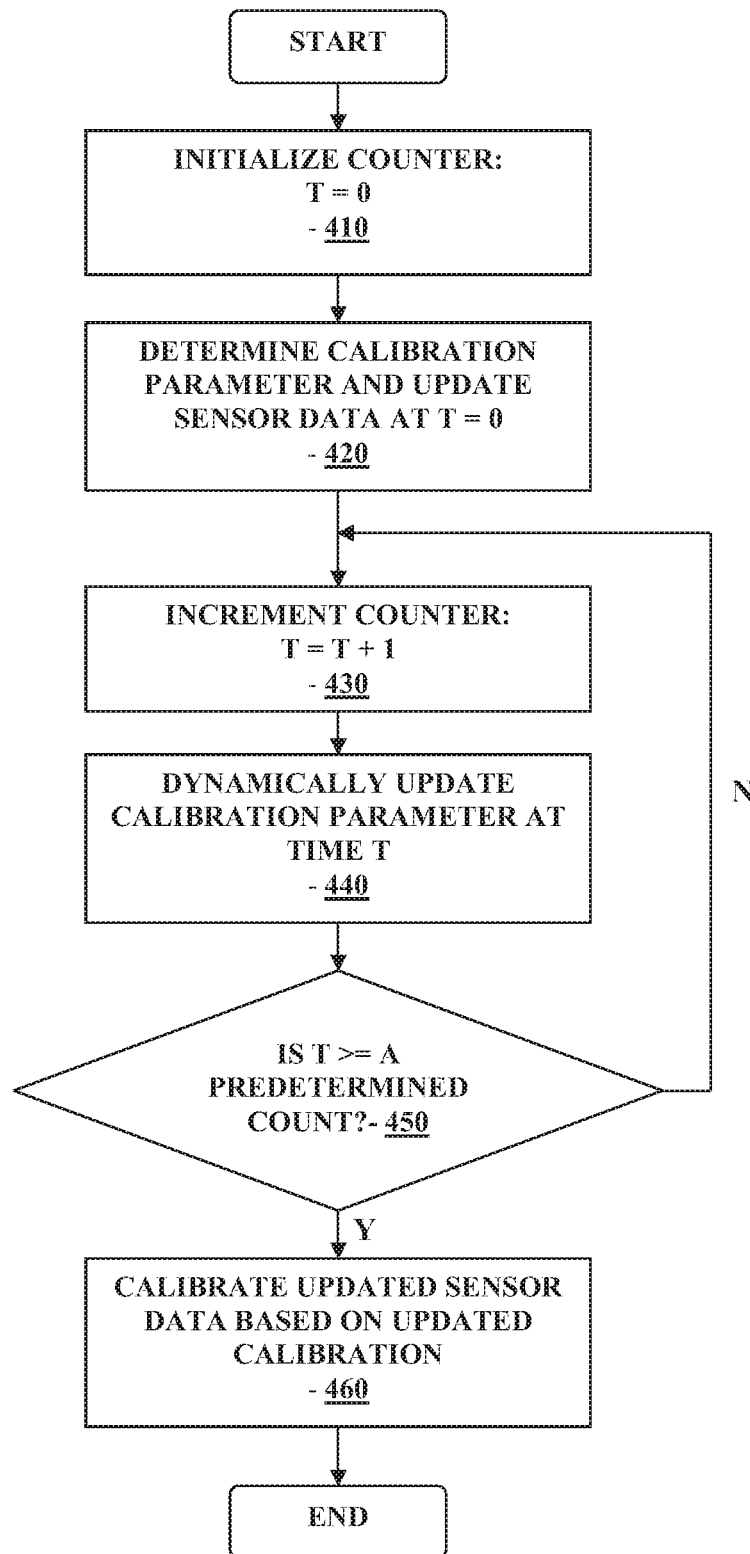 START
INITIALIZE COUNTER:
T = 0
- 410
DETERMINE CALIBRATION
PARAMETER AND UPDATE
SENSOR DATA AT T = 0
- 420
INCREMENT COUNTER:
T = T + 1
- 430
DYNAMICALLY UPDATE
CALIBRATION PARAMETER AT
TIME T
- 440
N
IS T >= A
PREDETERMINED
COUNT?- 450
Y
CALIBRATE UPDATED SENSOR
DATA BASED ON UPDATED
CALIBRATION
- 460
END